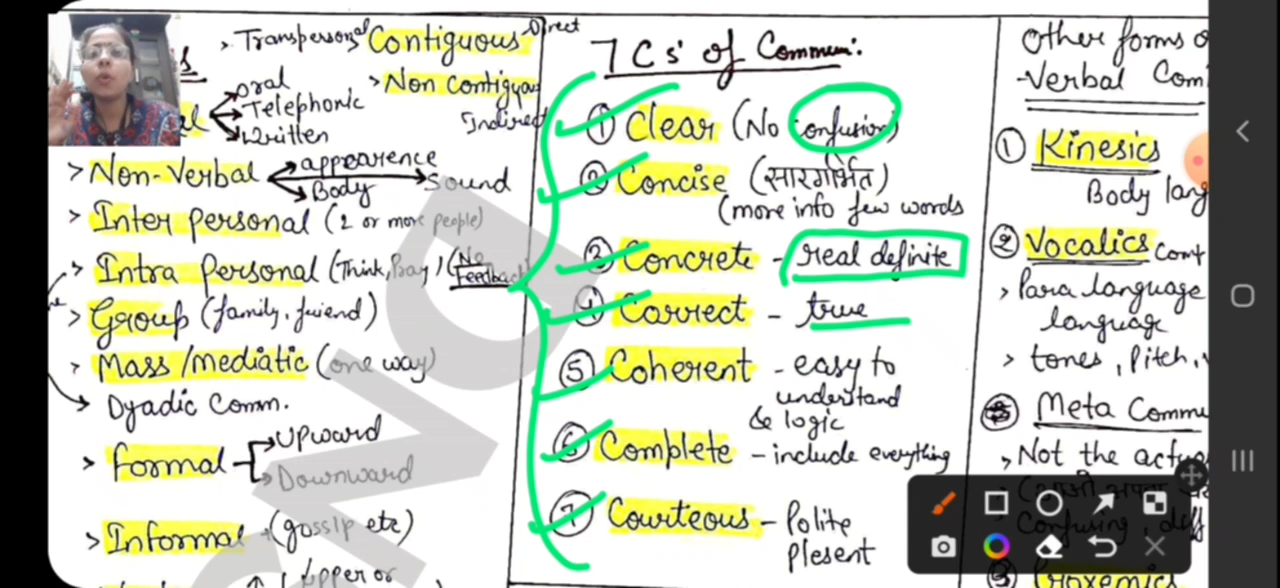 > Transpersonal Contiguous → Direct
> Non Contiguous
Indirect
Oral
Telephonic
Written
> Non-Verbal
appearence
Body
Sound
> Inter personal (2 or more people)
> Intra personal (Think, Pray) (No Feedback)
> Group (family, friend)
> Mass/mediatic (one way)
> Dyadic Comm.
> formal
Upward
Downward
> Informal (gossip etc)
Upper or
7 Cs' of Commun:
① Clear (No Confusion)
② Concise (सारगर्भित)
(more info few words
③ Concrete - real definite
④ Correct - true
⑤ Coherent - easy to
understand
& logic
⑥ Complete - include everything
⑦ Courteous - Polite
Plesent
Other forms o
-Verbal Com
① Kinesics
Body lang
② Vocalics
> Para language
language
> tones, Pitch,
Meta Commu
> Not the actua
Confusing, diff
③ Proxemics